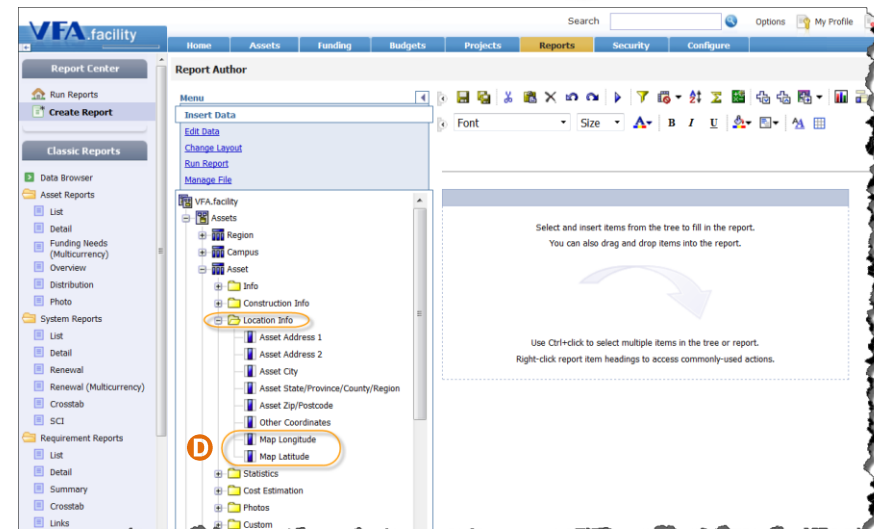 VFA.facility
Search
Options
My Profile
Home Assets Funding Budgets Projects Reports Security Configure
Report Center
Run Reports
Create Report
Classic Reports
Data Browser
Asset Reports
List
Detail
Funding Needs
(Multicurrency)
Overview
Distribution
Photo
System Reports
List
Detail
Renewal
Renewal (Multicurrency)
Crosstab
SCI
Requirement Reports
List
Detail
Summary
Crosstab
Links
Report Author
Menu
Insert Data
Edit Data
Change Layout
Run Report
Manage File
VFA.facility
Assets
Region
Campus
Asset
Info
Construction Info
Location Info
Asset Address 1
Asset Address 2
Asset City
Asset State/Province/County/Region
Asset Zip/Postcode
Other Coordinates
D
Map Longitude
Map Latitude
Statistics
Cost Estimation
Photos
Custom
Font Size A B I U
Select and insert items from the tree to fill in the report.
You can also drag and drop items into the report.
Use Ctrl+click to select multiple items in the tree or report.
Right-click report item headings to access commonly-used actions.